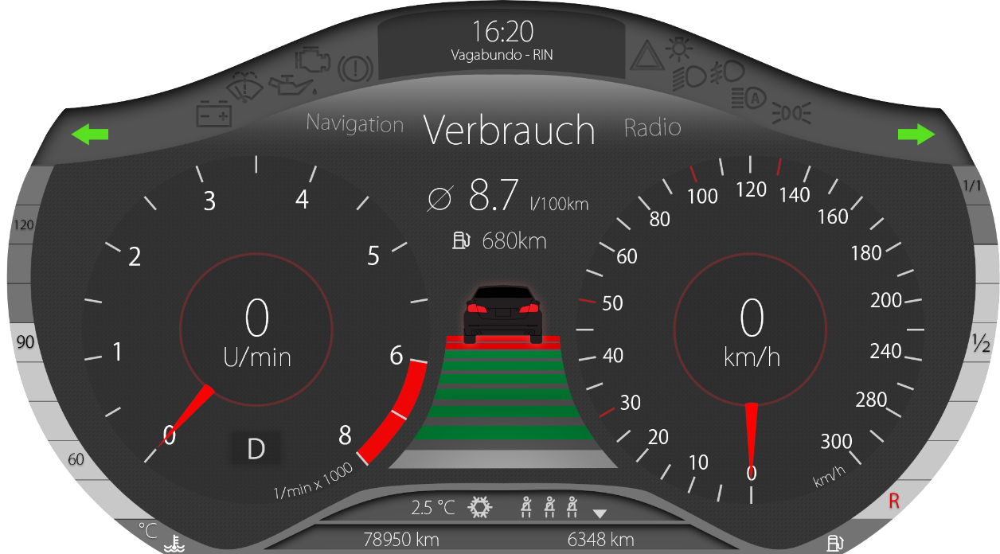 16:20
Vagabundo - RIN
A
Navigation Verbrauch Radio
Ø 8.7 l/100km
680km
120
90
60
°C
0
1
2
3
4
5
6
8
1/min x 1000
0
U/min
D
0
10
20
30
40
50
60
80
100
120
140
160
180
200
240
280
300
km/h
0
km/h
1/1
1/2
R
2.5 °C
78950 km 6348 km